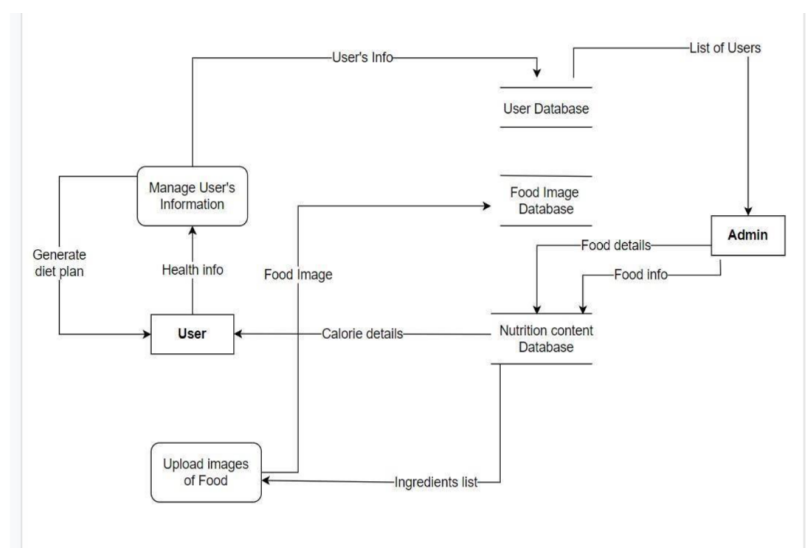 User's Info
List of Users
User Database
Manage User's
Information
Food Image
Database
Admin
Generate
diet plan
Health info
Food Image
Food details
Food info
User
Calorie details
Nutrition content
Database
Upload images
of Food
Ingredients list